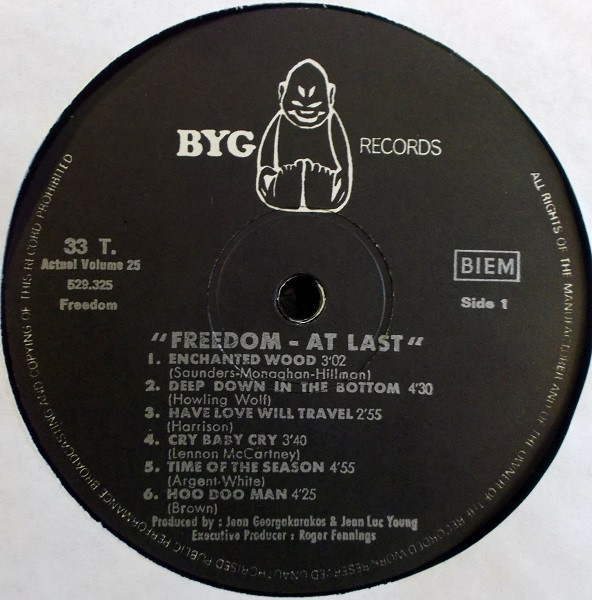 BYG RECORDS
33 T.
Actuel Volume 25
529.325
Freedom
BIEM
Side 1
"FREEDOM - AT LAST"
1. ENCHANTED WOOD 3'02
(Saunders-Monaghan-Hillman)
2. DEEP DOWN IN THE BOTTOM 4'30
(Howling Wolf)
3. HAVE LOVE WILL TRAVEL 2'55
(Harrison)
4. CRY BABY CRY 3'40
(Lennon McCartney)
5. TIME OF THE SEASON 4'55
(Argent-White)
6. HOO DOO MAN 4'25
(Brown)
Produced by : Jean Georgakarakos & Jean Luc Young
Executive Producer : Roger Fennings
ALL RIGHTS OF THE MANUFACTURER AND OF THE OWNER OF THE RECORDED WORK RESERVED UNAUTHORISED PUBLIC PERFORMANCE BROADCASTING AND COPYING OF THIS RECORD PROHIBITED